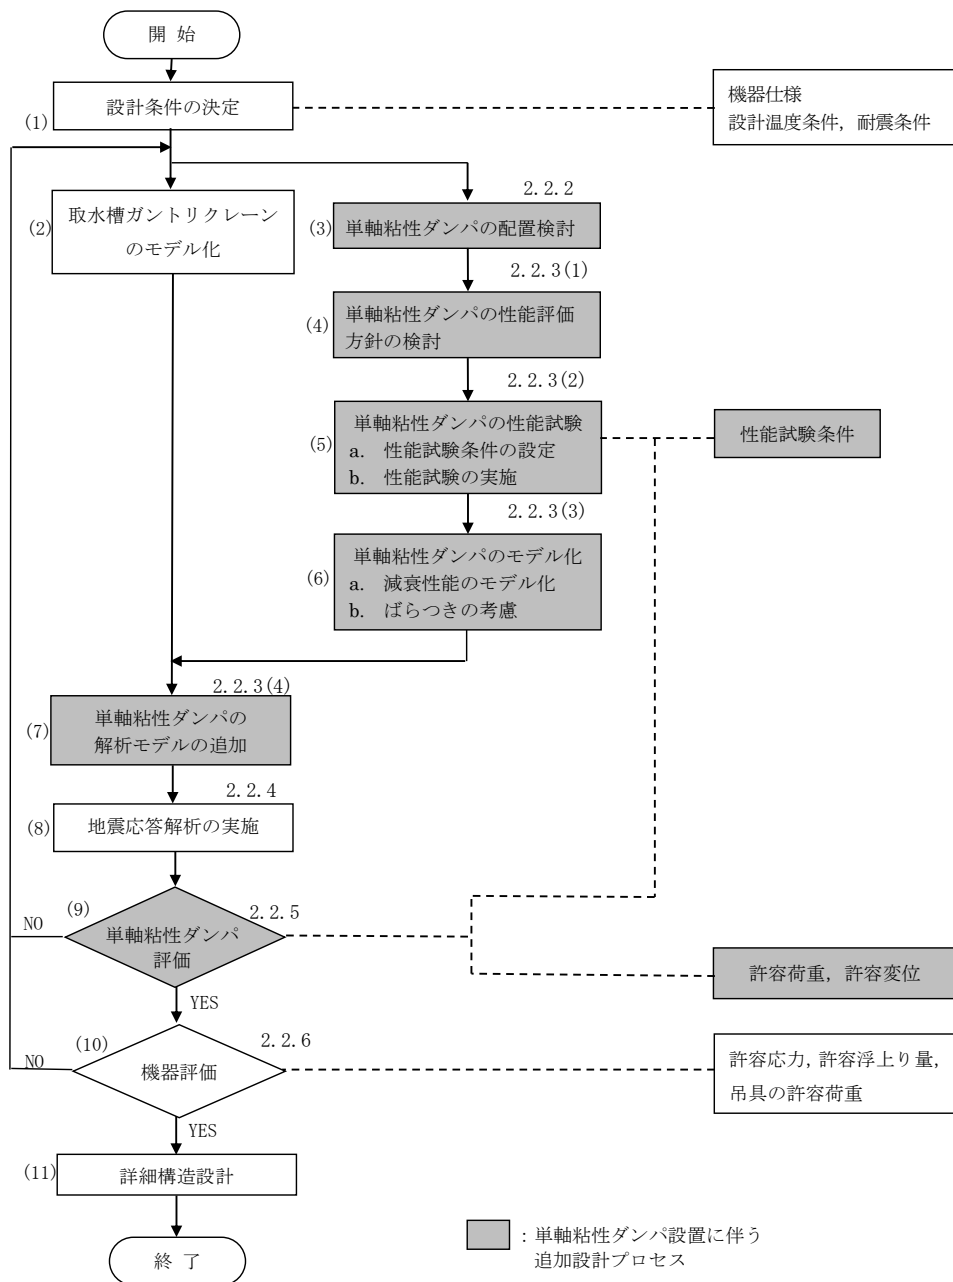 開 始
設計条件の決定
(1)
機器仕様
設計温度条件, 耐震条件
2.2.2
取水槽ガントリクレーン
のモデル化
(2)
(3)
単軸粘性ダンパの配置検討
2.2.3(1)
単軸粘性ダンパの性能評価
方針の検討
(4)
2.2.3(2)
単軸粘性ダンパの性能試験
a. 性能試験条件の設定
b. 性能試験の実施
(5)
性能試験条件
2.2.3(3)
単軸粘性ダンパのモデル化
a. 減衰性能のモデル化
b. ばらつきの考慮
(6)
2.2.3(4)
単軸粘性ダンパの
解析モデルの追加
(7)
2.2.4
地震応答解析の実施
(8)
(9)
2.2.5
NO
単軸粘性ダンパ
評価
許容荷重, 許容変位
YES
(10)
2.2.6
NO
機器評価
許容応力, 許容浮上り量,
吊具の許容荷重
YES
(11)
詳細構造設計
終 了
：単軸粘性ダンパ設置に伴う
追加設計プロセス